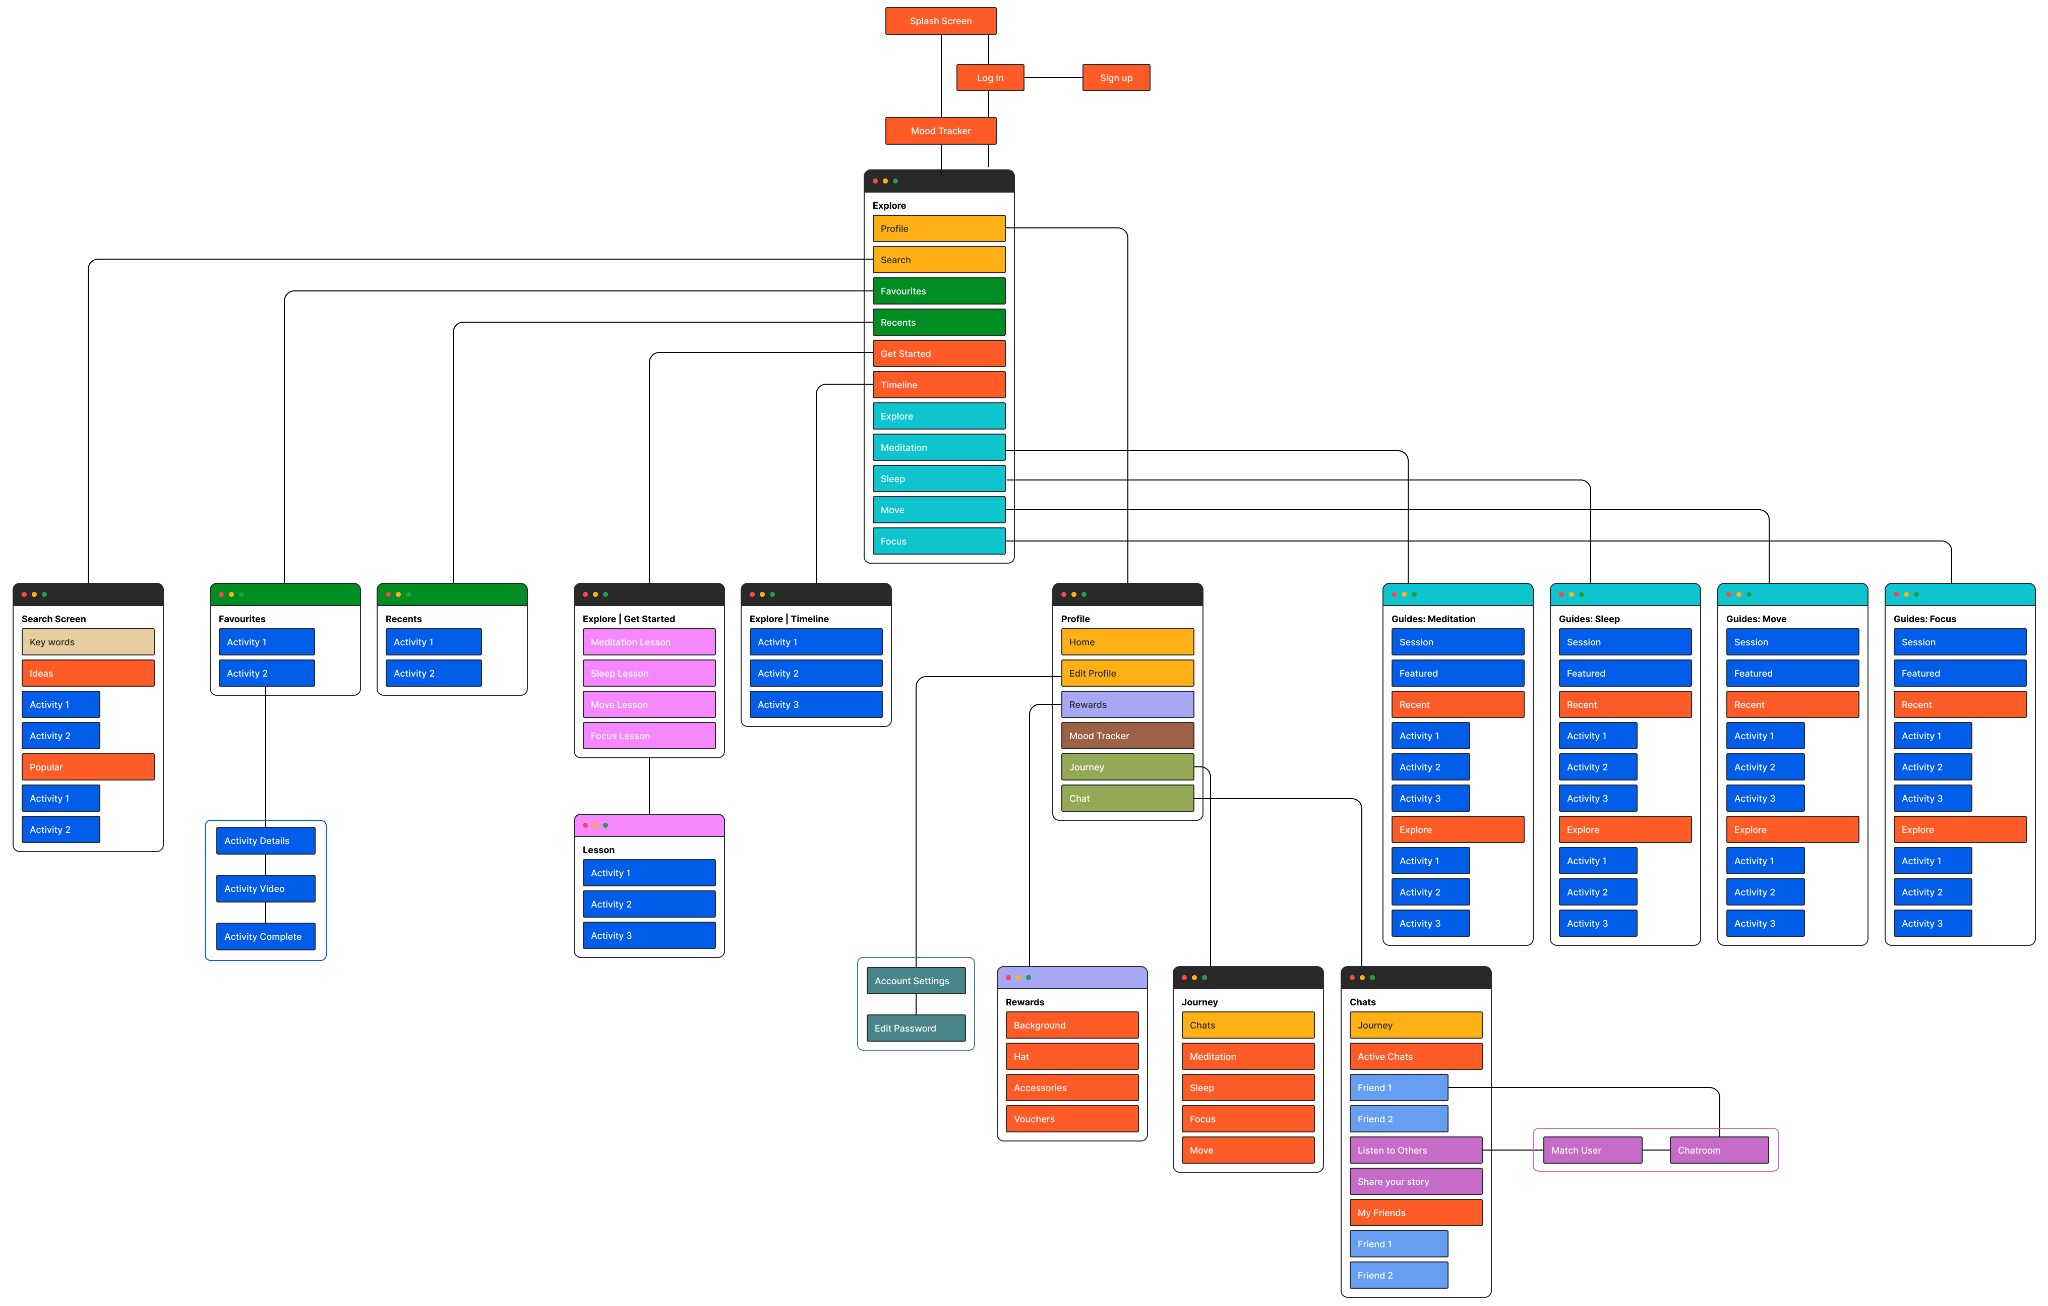 Splash Screen
Log In
Sign up
Mood Tracker
Explore
Profile
Search
Favourites
Recents
Get Started
Timeline
Explore
Meditation
Sleep
Move
Focus
Search Screen
Key words
Ideas
Activity 1
Activity 2
Popular
Activity 1
Activity 2
Favourites
Activity 1
Activity 2
Activity Details
Activity Video
Activity Complete
Recents
Activity 1
Activity 2
Explore | Get Started
Meditation Lesson
Sleep Lesson
Move Lesson
Focus Lesson
Lesson
Activity 1
Activity 2
Activity 3
Explore | Timeline
Activity 1
Activity 2
Activity 3
Profile
Home
Edit Profile
Rewards
Mood Tracker
Journey
Chat
Account Settings
Edit Password
Rewards
Background
Hat
Accessories
Vouchers
Journey
Chats
Meditation
Sleep
Focus
Move
Chats
Journey
Active Chats
Friend 1
Friend 2
Listen to Others
Share your story
My Friends
Friend 1
Friend 2
Match User
Chatroom
Guides: Meditation
Session
Featured
Recent
Activity 1
Activity 2
Activity 3
Explore
Activity 1
Activity 2
Activity 3
Guides: Sleep
Session
Featured
Recent
Activity 1
Activity 2
Activity 3
Explore
Activity 1
Activity 2
Activity 3
Guides: Move
Session
Featured
Recent
Activity 1
Activity 2
Activity 3
Explore
Activity 1
Activity 2
Activity 3
Guides: Focus
Session
Featured
Recent
Activity 1
Activity 2
Activity 3
Explore
Activity 1
Activity 2
Activity 3